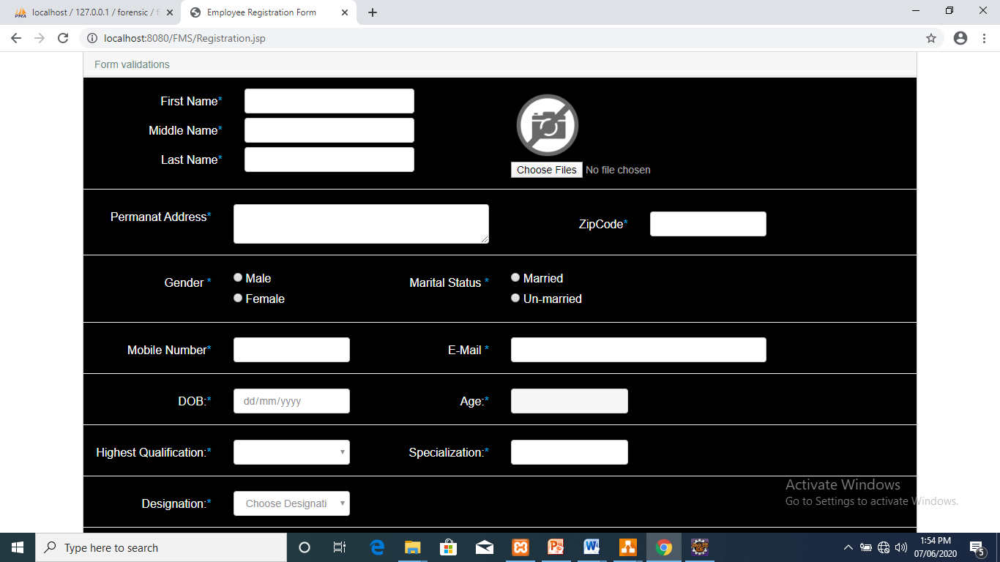 PMA
localhost / 127.0.0.1 / forensic / f
Employee Registration Form
localhost:8080/FMS/Registration.jsp
Form validations
First Name*
Middle Name*
Last Name*
Choose Files No file chosen
Permanat Address*
ZipCode*
Gender *
Male
Female
Marital Status *
Married
Un-married
Mobile Number*
E-Mail *
DOB:* dd/mm/yyyy
Age:*
Highest Qualification:*
Specialization:*
Designation:* Choose Designati
Activate Windows
Go to Settings to activate Windows.
Type here to search
1:54 PM
07/06/2020
5